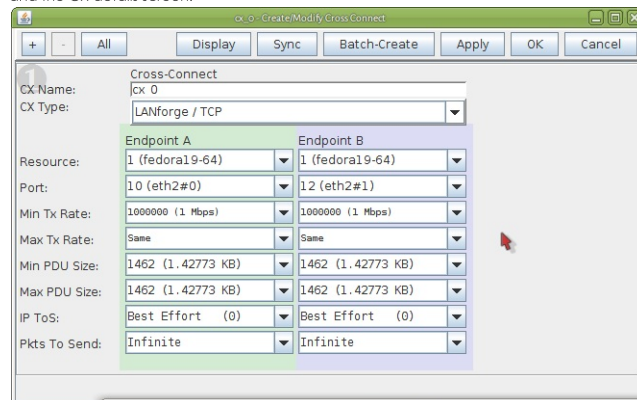 cx_0 - Create/Modify Cross Connect
+ - All Display Sync Batch-Create Apply OK Cancel
1
Cross-Connect
CX Name: cx_0
CX Type: LANforge / TCP
Endpoint A Endpoint B
Resource: 1 (fedora19-64) 1 (fedora19-64)
Port: 10 (eth2#0) 12 (eth2#1)
Min Tx Rate: 1000000 (1 Mbps) 1000000 (1 Mbps)
Max Tx Rate: Same Same
Min PDU Size: 1462 (1.42773 KB) 1462 (1.42773 KB)
Max PDU Size: 1462 (1.42773 KB) 1462 (1.42773 KB)
IP ToS: Best Effort (0) Best Effort (0)
Pkts To Send: Infinite Infinite